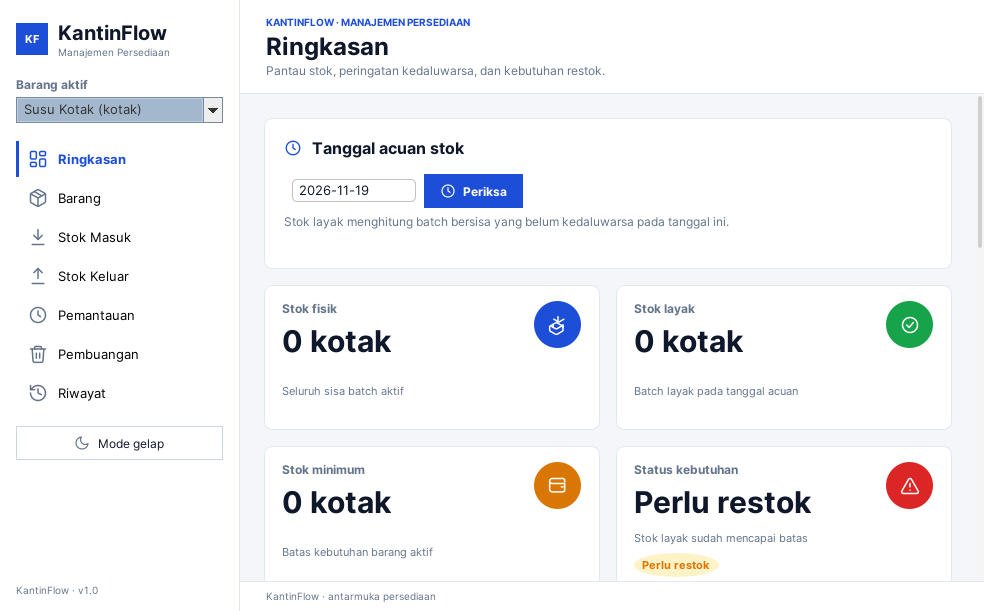 KF
KantinFlow
Manajemen Persediaan
Barang aktif
Susu Kotak (kotak)
Ringkasan
Barang
Stok Masuk
Stok Keluar
Pemantauan
Pembuangan
Riwayat
Mode gelap
KantinFlow · v1.0
KANTINFLOW · MANAJEMEN PERSEDIAAN
Ringkasan
Pantau stok, peringatan kedaluwarsa, dan kebutuhan restok.
Tanggal acuan stok
2026-11-19
Periksa
Stok layak menghitung batch bersisa yang belum kedaluwarsa pada tanggal ini.
Stok fisik
0 kotak
Seluruh sisa batch aktif
Stok layak
0 kotak
Batch layak pada tanggal acuan
Stok minimum
0 kotak
Batas kebutuhan barang aktif
Status kebutuhan
Perlu restok
Stok layak sudah mencapai batas
Perlu restok
KantinFlow · antarmuka persediaan